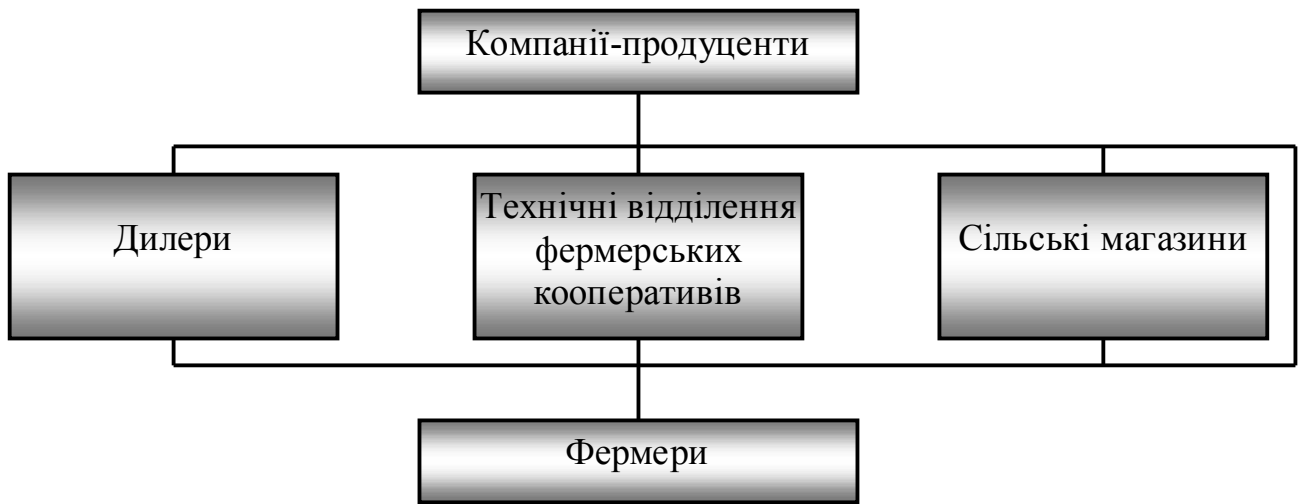 Компанії-продуценти
Дилери
Технічні відділення
фермерських
кооперативів
Сільські магазини
Фермери